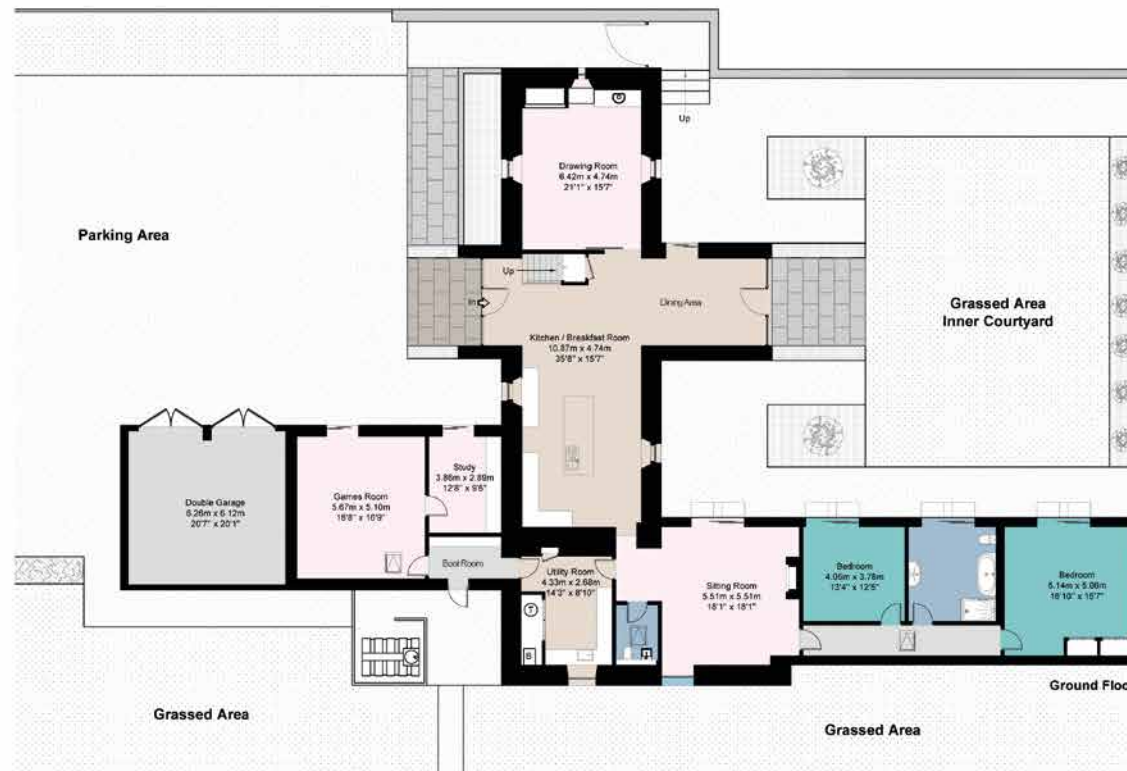 Up
Drawing Room
6.42m x 4.74m
21'1" x 15'7"
Parking Area
Up
In
Dining Area
Grassed Area
Inner Courtyard
Kitchen / Breakfast Room
10.87m x 4.74m
35'8" x 15'7"
Study
3.86m x 2.89m
12'8" x 9'6"
Games Room
5.67m x 5.10m
18'8" x 16'9"
Double Garage
6.26m x 6.12m
20'7" x 20'1"
Boot Room
Utility Room
4.33m x 2.68m
14'2" x 8'10"
Sitting Room
5.51m x 5.51m
18'1" x 18'1"
Bedroom
4.06m x 3.78m
13'4" x 12'5"
Bedroom
5.14m x 5.06m
16'10" x 16'7"
T
B
Ground Floo
Grassed Area
Grassed Area